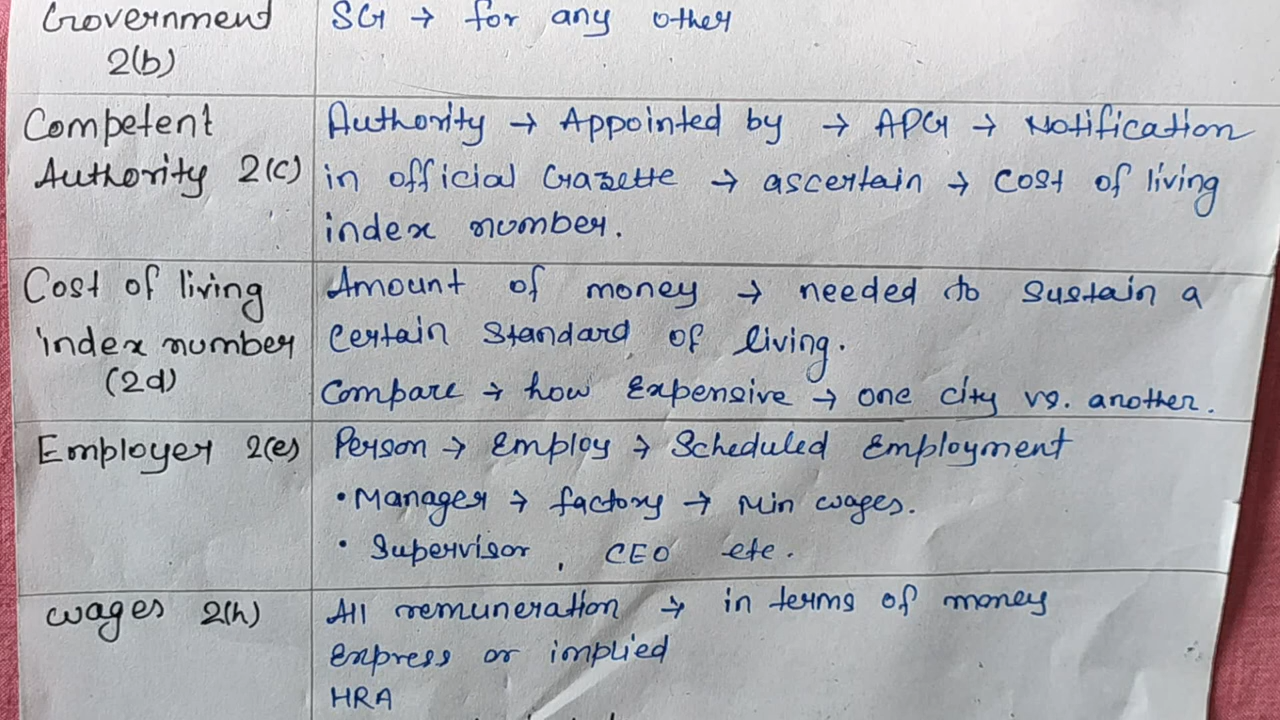 Government SG → for any other
2(b)
Competent Authority → Appointed by → APG → Notification
Authority 2(c) in official Gazette → ascertain → Cost of living
index number.
Cost of living Amount of money → needed to Sustain a
index number Certain Standard of living.
(2d) Compare → how Expensive → one city vs. another.
Employer 2(e) Person → Employ → Scheduled Employment
• Manager → factory → Min wages.
• Supervisor, CEO etc.
wages 2(h) All remuneration → in terms of money
Express or implied
HRA